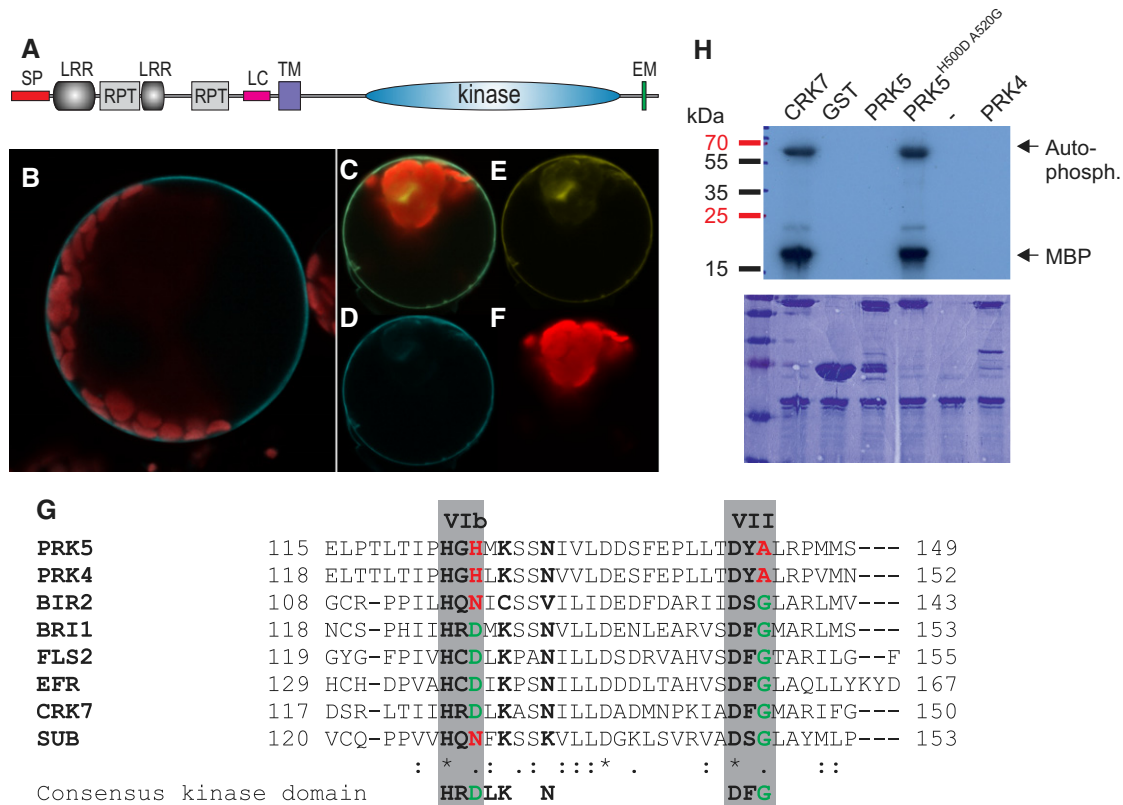 A
SP LRR RPT LRR RPT LC TM kinase EM
B
C
E
D
F
H
CRK7 GST PRK5 PRK5H500D A520G - PRK4
kDa
70
55
35
25
15
Auto-
phosph.
MBP
G
VIb VII
PRK5 115 ELPTLTIPHGHMKSSNIVLDDSFEPLLTDYALRPMMS--- 149
PRK4 118 ELTTLTIPHGHLKSSNVVLDESFEPLLTDYALRPVMN--- 152
BIR2 108 GCR-PPILHQNICSSVILIDEDFDARIIDSGLARLMV--- 143
BRI1 118 NCS-PHIIHRDMKSSNVLLDENLEARVSDFGMARLMS--- 153
FLS2 119 GYG-FPIVHCDLKPANILLDSDRVAHVSDFGTARILG--F 155
EFR 129 HCH-DPVAHCDIKPSNILLDDDLTAHVSDFGLAQLLYKYD 167
CRK7 117 DSR-LTIIHRDLKASNILLDADMNPKIADFGMARIFG--- 150
SUB 120 VCQ-PPVVHQNFKSSKVLLDGKLSVRVADSGLAYMLP--- 153
: * .: .: :::* . : * . ::
Consensus kinase domain HRDLK N DFG